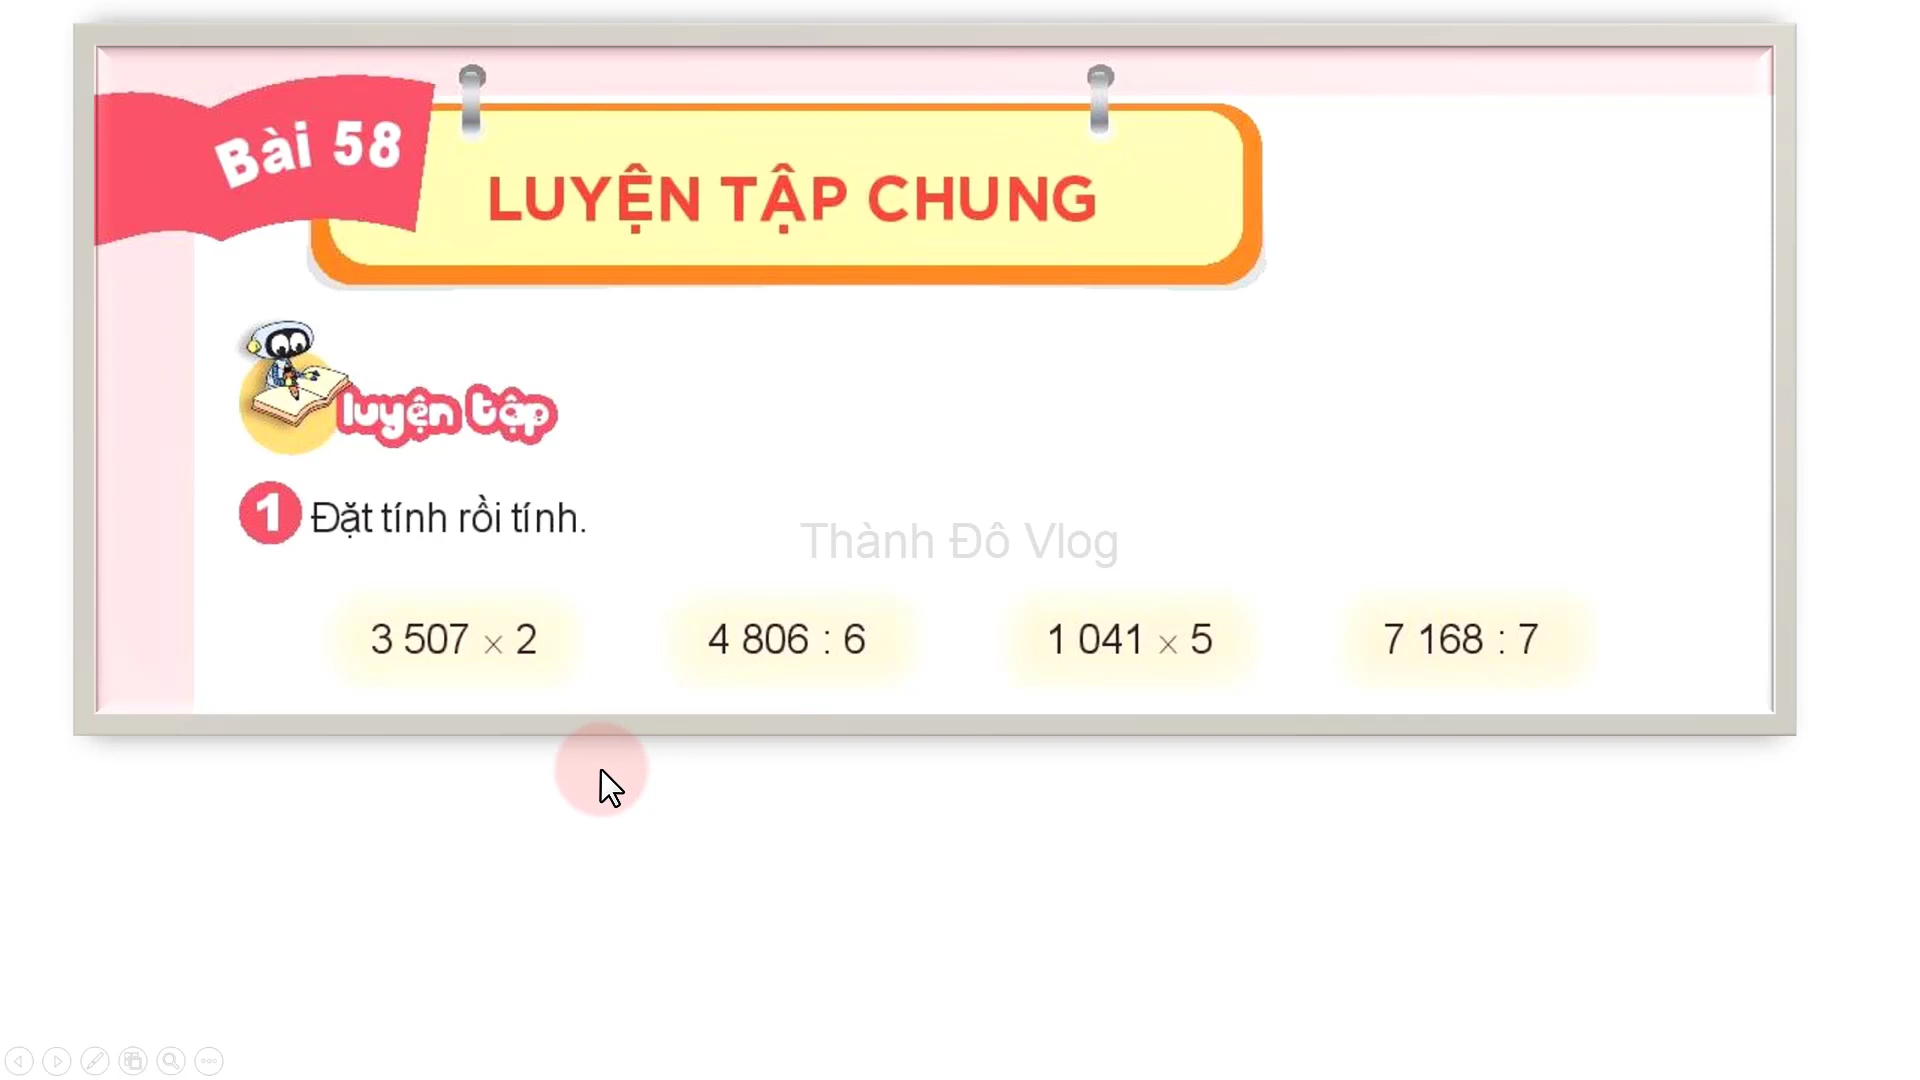 Bài 58
LUYỆN TẬP CHUNG
luyện tập
1 Đặt tính rồi tính.
Thành Đô Vlog
3 507 × 2 4 806 : 6 1 041 × 5 7 168 : 7